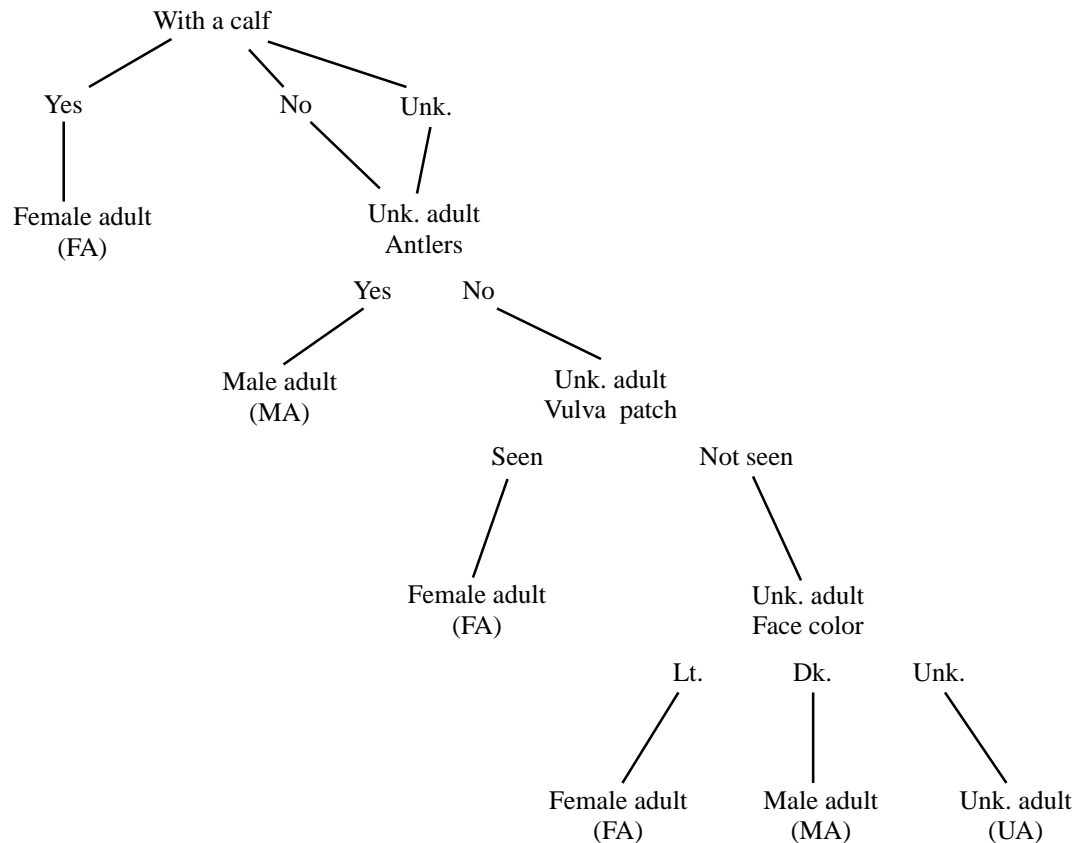 With a calf
Yes
No
Unk.
Female adult
(FA)
Unk. adult
Antlers
Yes
No
Male adult
(MA)
Unk. adult
Vulva patch
Seen
Not seen
Female adult
(FA)
Unk. adult
Face color
Lt.
Dk.
Unk.
Female adult
(FA)
Male adult
(MA)
Unk. adult
(UA)